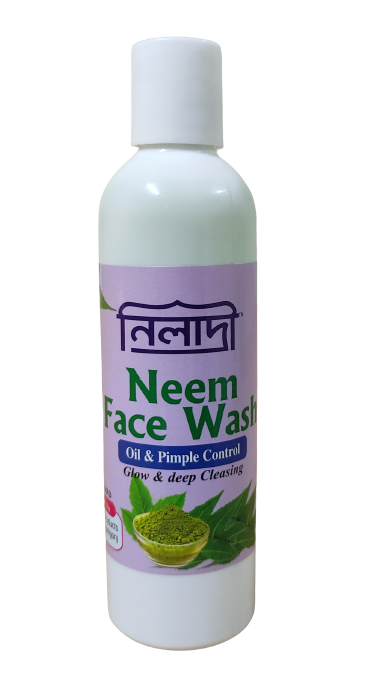 নিলাদ্রী
Neem
Face Wash
Oil & Pimple Control
Glow & deep Cleasing